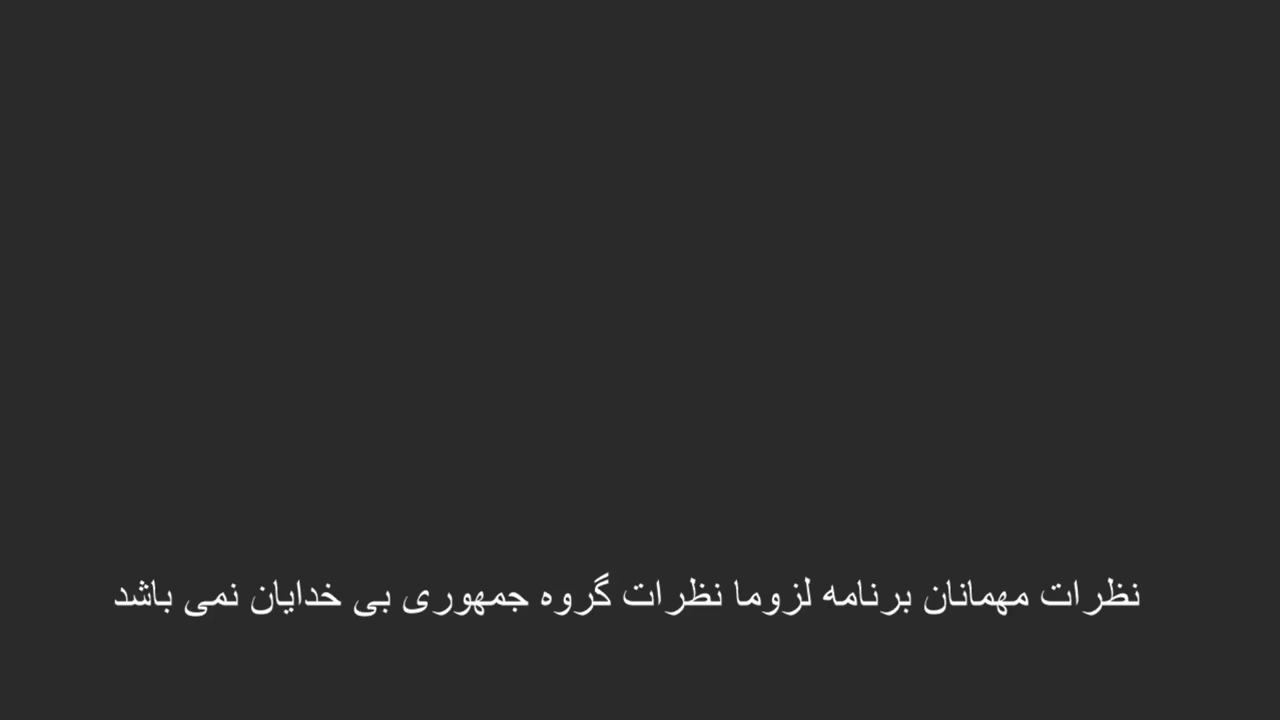 نظرات مهمانان برنامه لزوما نظرات گروه جمهوری بی خدایان نمی باشد